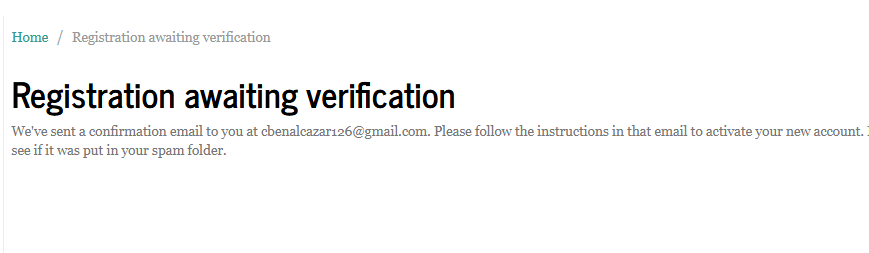 Home / Registration awaiting verification
Registration awaiting verification
We've sent a confirmation email to you at cbenalcazar126@gmail.com. Please follow the instructions in that email to activate your new account.
see if it was put in your spam folder.